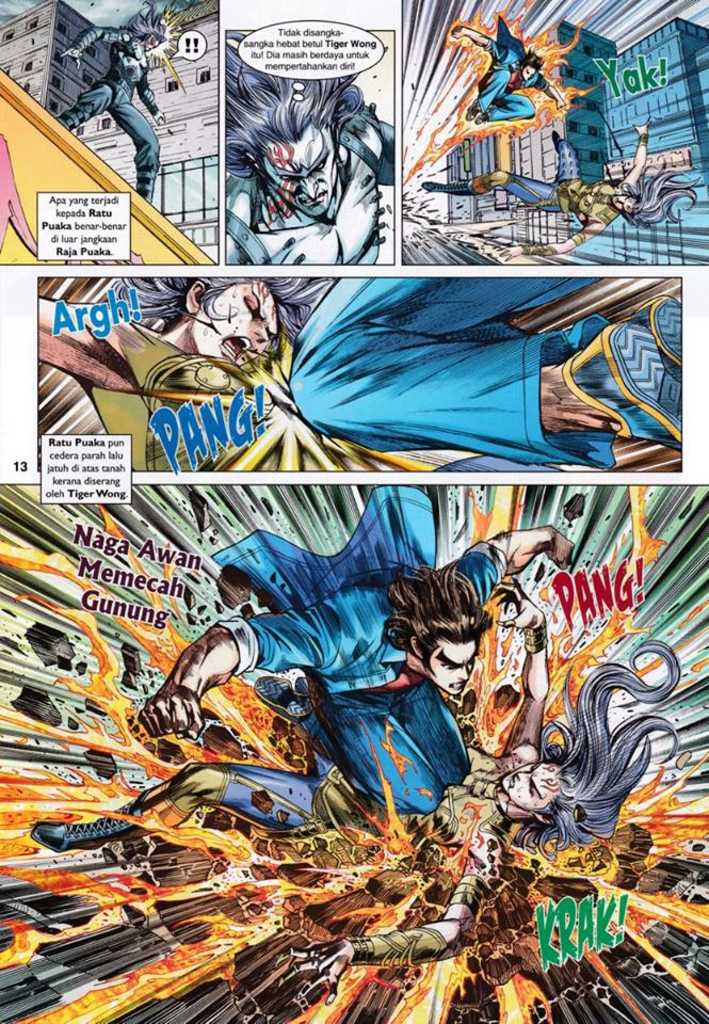 !!
Apa yang terjadi
kepada Ratu
Puaka benar-benar
di luar jangkaan
Raja Puaka.
Tidak disangka-
sangka hebat betul Tiger Wong
itu! Dia masih berdaya untuk
mempertahankan diri!
Yak!
Argh!
PANG!
Ratu Puaka pun
cedera parah lalu
jatuh di atas tanah
kerana diserang
oleh Tiger Wong.
13
Naga Awan
Memecah
Gunung
PANG!
KRAK!